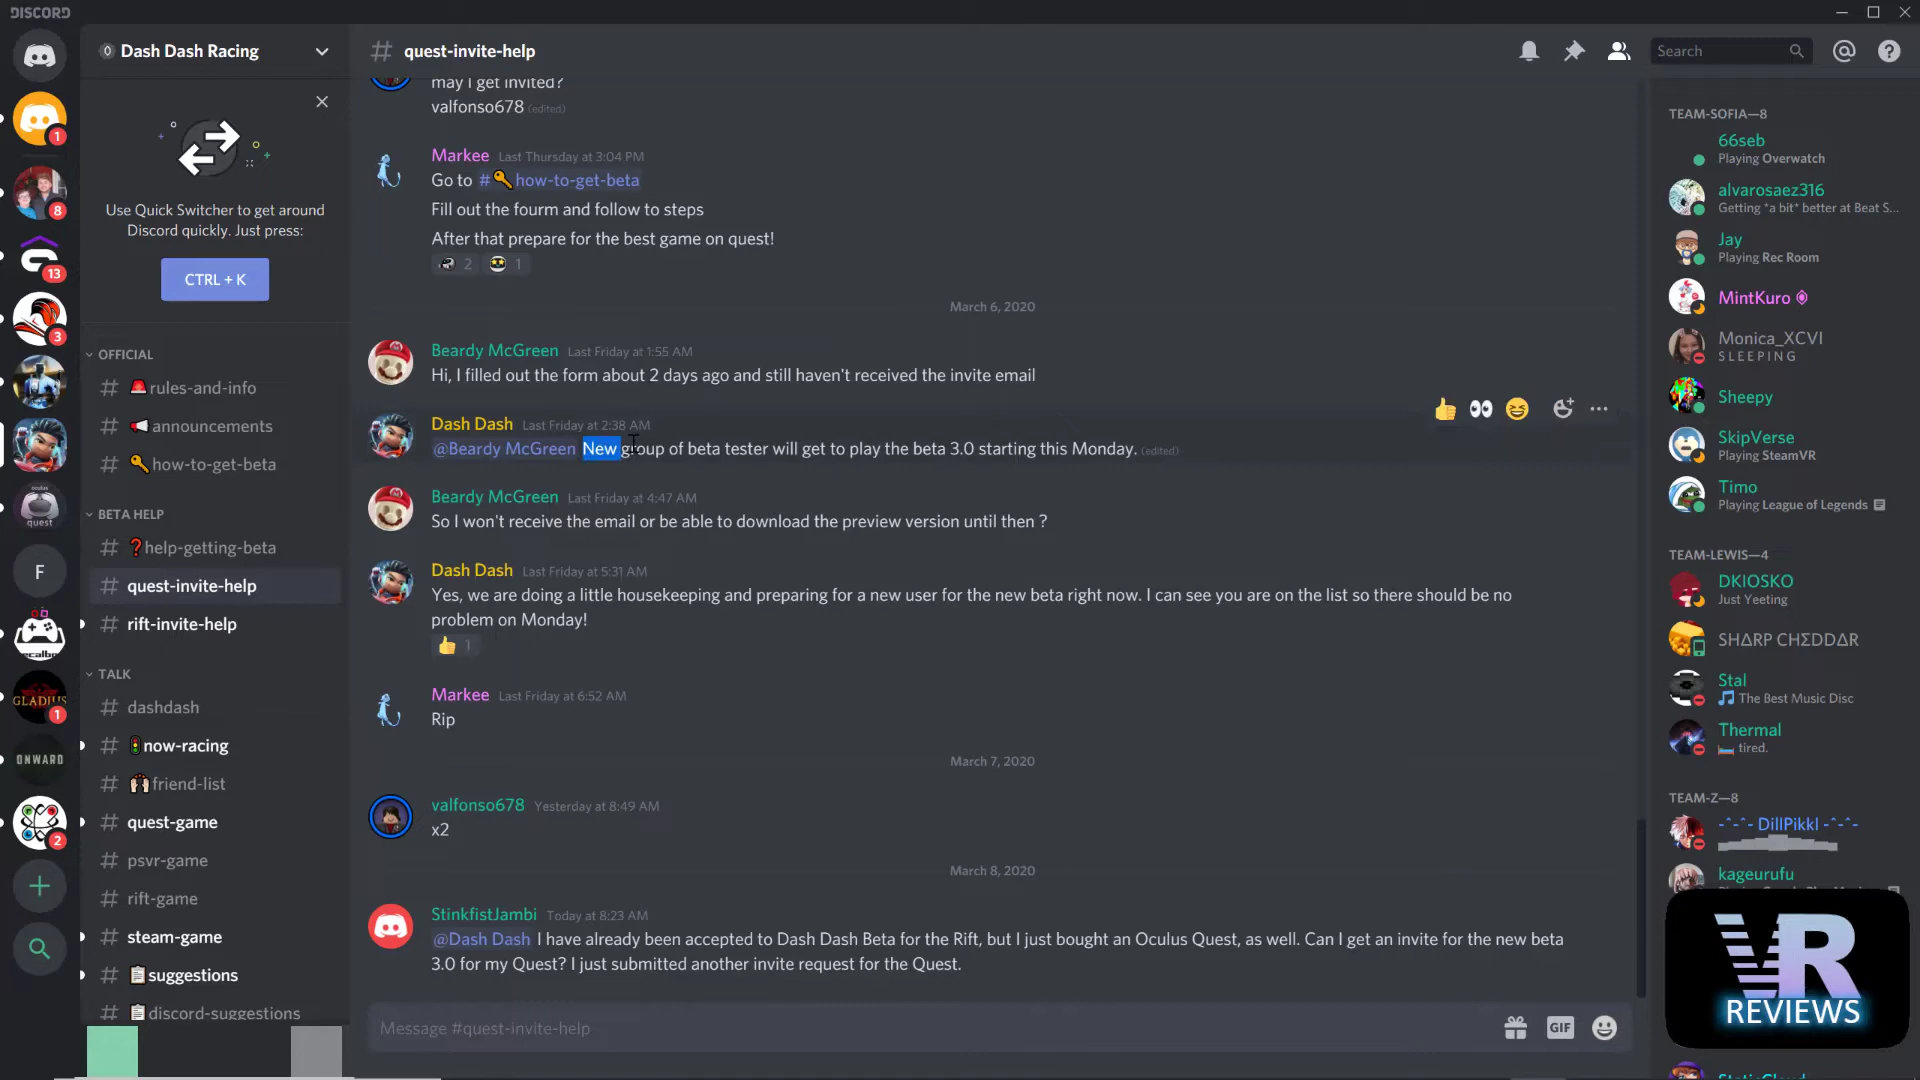 DISCORD
Dash Dash Racing
quest-invite-help
Search
Use Quick Switcher to get around
Discord quickly. Just press:
CTRL + K
OFFICIAL
rules-and-info
announcements
how-to-get-beta
BETA HELP
help-getting-beta
quest-invite-help
rift-invite-help
TALK
dashdash
now-racing
friend-list
quest-game
psvr-game
rift-game
steam-game
suggestions
discord-suggestions
1
8
13
3
oculus
quest
F
GLADIUS
1
ONWARD
2
may I get invited?
valfonso678 (edited)
Markee Last Thursday at 3:04 PM
Go to # how-to-get-beta
Fill out the fourm and follow to steps
After that prepare for the best game on quest!
2 1
March 6, 2020
Beardy McGreen Last Friday at 1:55 AM
Hi, I filled out the form about 2 days ago and still haven't received the invite email
Dash Dash Last Friday at 2:38 AM
@Beardy McGreen New group of beta tester will get to play the beta 3.0 starting this Monday. (edited)
Beardy McGreen Last Friday at 4:47 AM
So I won't receive the email or be able to download the preview version until then ?
Dash Dash Last Friday at 5:31 AM
Yes, we are doing a little housekeeping and preparing for a new user for the new beta right now. I can see you are on the list so there should be no
problem on Monday!
1
Markee Last Friday at 6:52 AM
Rip
March 7, 2020
valfonso678 Yesterday at 8:49 AM
x2
March 8, 2020
StinkfistJambi Today at 8:23 AM
@Dash Dash I have already been accepted to Dash Dash Beta for the Rift, but I just bought an Oculus Quest, as well. Can I get an invite for the new beta
3.0 for my Quest? I just submitted another invite request for the Quest.
Message #quest-invite-help
GIF
TEAM-SOFIA—8
66seb
Playing Overwatch
alvarosaez316
Getting *a bit* better at Beat S...
Jay
Playing Rec Room
MintKuro
Monica_XCVI
S L E E P I N G
Sheepy
SkipVerse
Playing SteamVR
Timo
Playing League of Legends
TEAM-LEWIS—4
DKIOSKO
Just Yeeting
SHΔRP CHΣDDΔR
Stal
The Best Music Disc
Thermal
tired.
TEAM-Z—8
-^-^- DillPikkl -^-^-
kageurufu
VR
REVIEWS